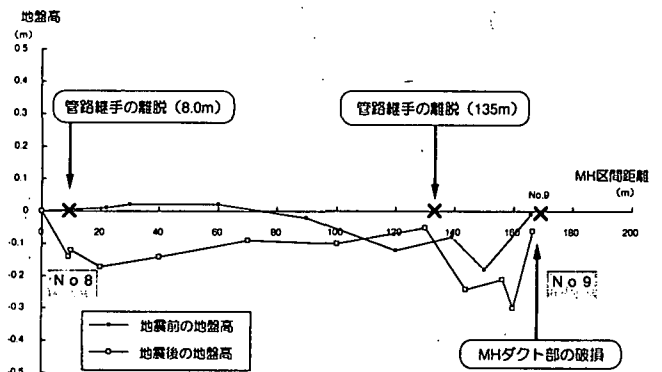 地盤高
(m)
0.5
0.4
0.3
0.2
0.1
0
-0.1
-0.2
-0.3
-0.4
-0.5
管路継手の離脱（8.0m）
管路継手の離脱（135m）
MH区間距離
(m)
No.9
0 20 40 60 80 100 120 140 160 180 200
No8
No9
地震前の地盤高
地震後の地盤高
MHダクト部の破損